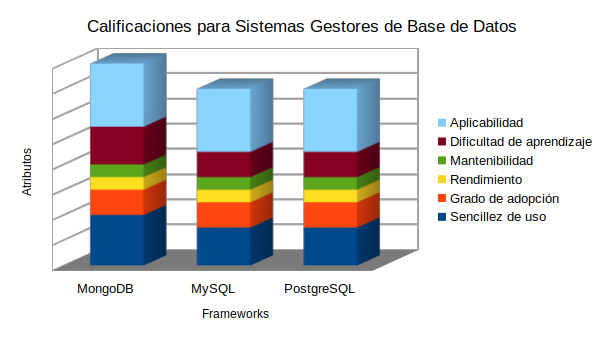 Calificaciones para Sistemas Gestores de Base de Datos
Atributos
Aplicabilidad
Dificultad de aprendizaje
Mantenibilidad
Rendimiento
Grado de adopción
Sencillez de uso
MongoDB
MySQL
PostgreSQL
Frameworks